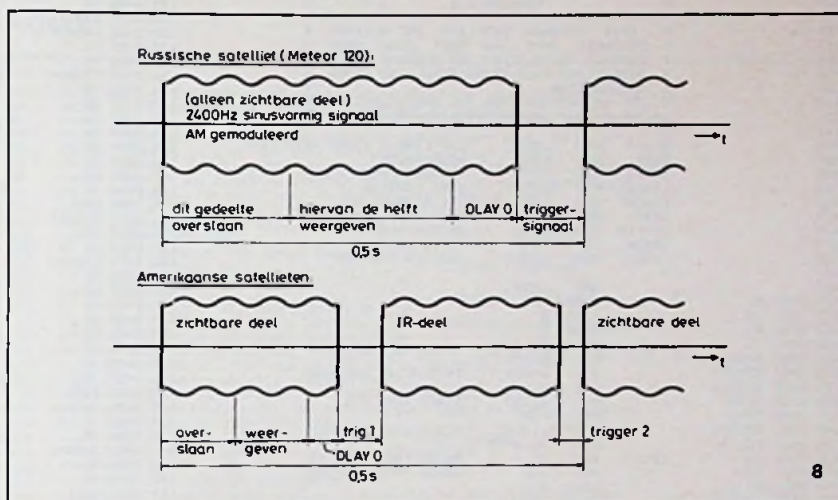 Russische satelliet (Meteor 120):
(alleen zichtbare deel)
2400Hz sinusvormig signaal
AM gemoduleerd
t
dit gedeelte
overslaan
hiervan de helft
weergeven
DLAY 0
trigger-
signaal
0,5 s
Amerikaanse satellieten
zichtbare deel
IR-deel
zichtbare deel
t
over-
slaan
weer-
geven
DLAY 0
trig 1
trigger 2
0,5 s
8